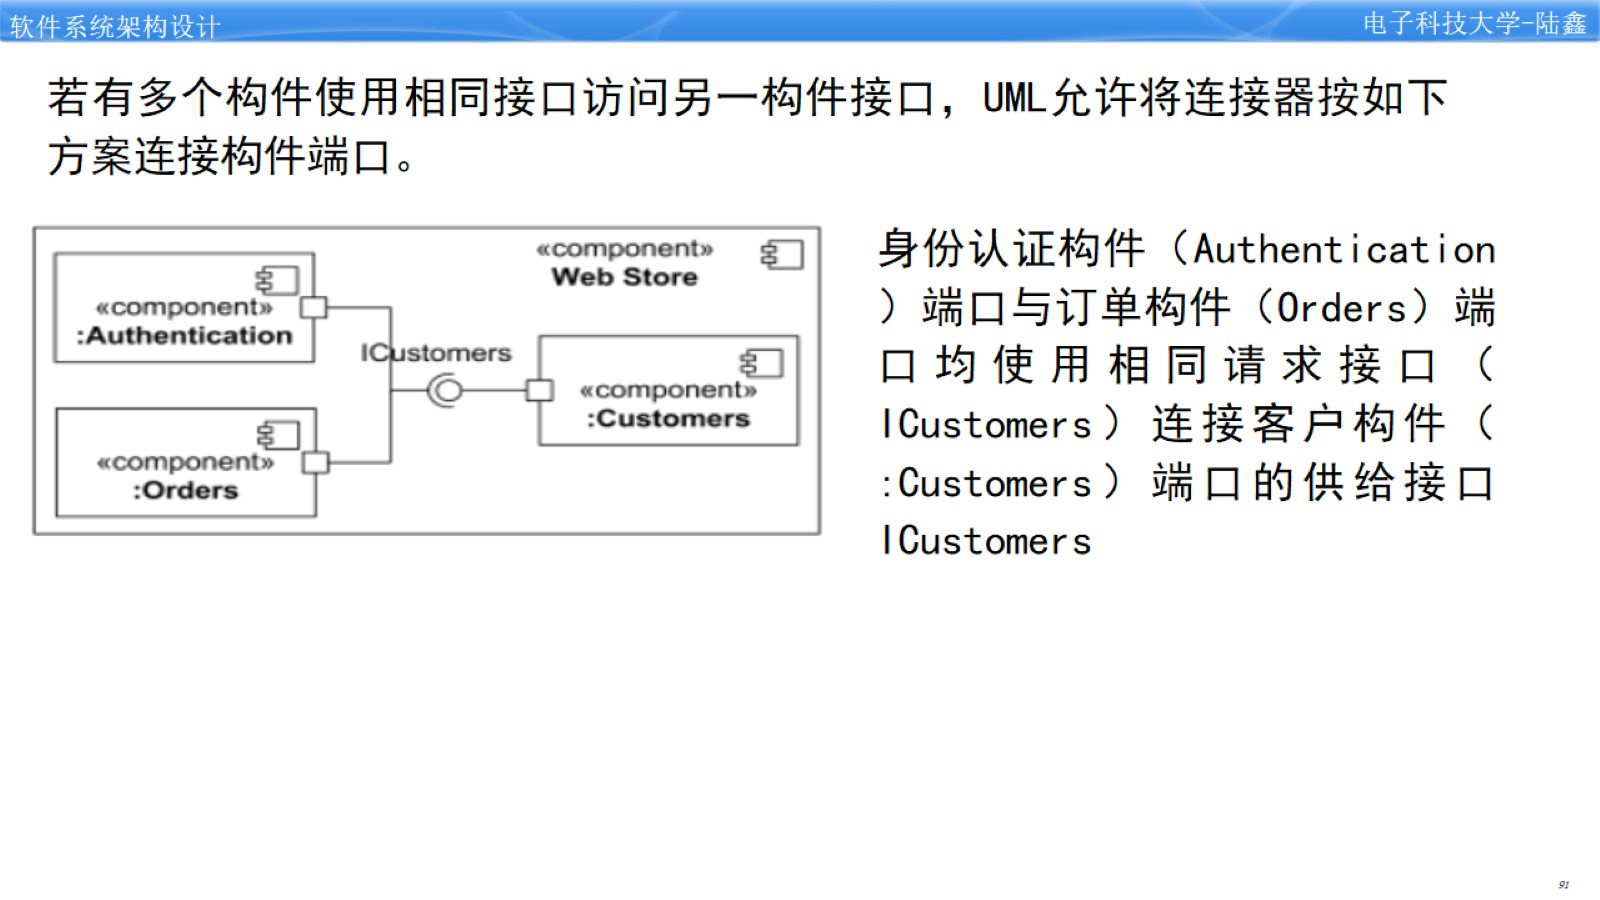 软件系统架构设计
电子科技大学-陆鑫
若有多个构件使用相同接口访问另一构件接口，UML允许将连接器按如下
方案连接构件端口。
«component»
Web Store
«component»
:Authentication
ICustomers
«component»
:Customers
«component»
:Orders
身份认证构件（Authentication
）端口与订单构件（Orders）端
口均使用相同请求接口（
ICustomers）连接客户构件（
:Customers）端口的供给接口
ICustomers
91